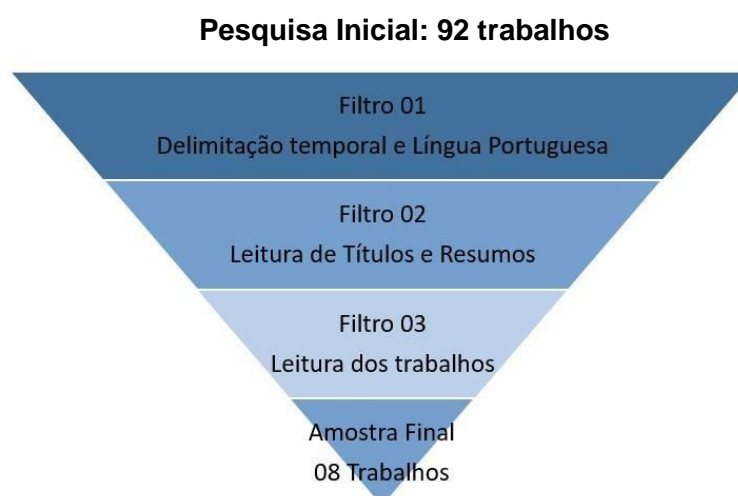 Pesquisa Inicial: 92 trabalhos
Filtro 01
Delimitação temporal e Língua Portuguesa
Filtro 02
Leitura de Títulos e Resumos
Filtro 03
Leitura dos trabalhos
Amostra Final
08 Trabalhos